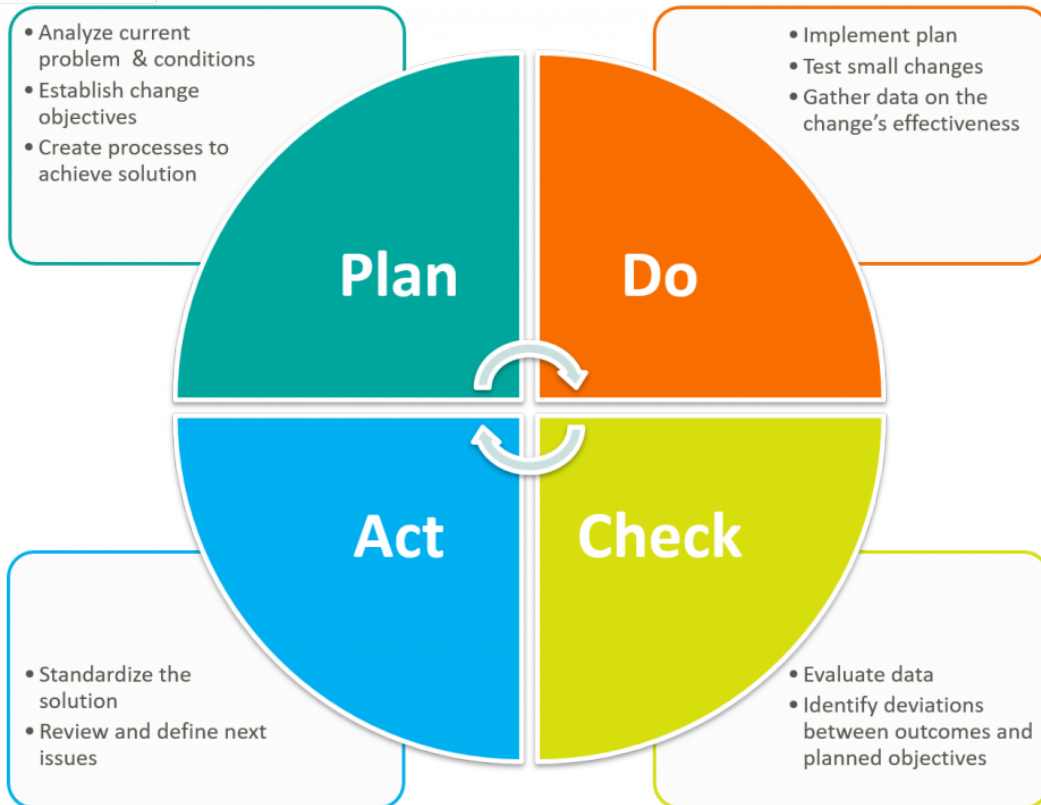 • Analyze current
problem & conditions
• Establish change
objectives
• Create processes to
achieve solution
• Implement plan
• Test small changes
• Gather data on the
change’s effectiveness
Plan
Do
Act
Check
• Standardize the
solution
• Review and define next
issues
• Evaluate data
• Identify deviations
between outcomes and
planned objectives